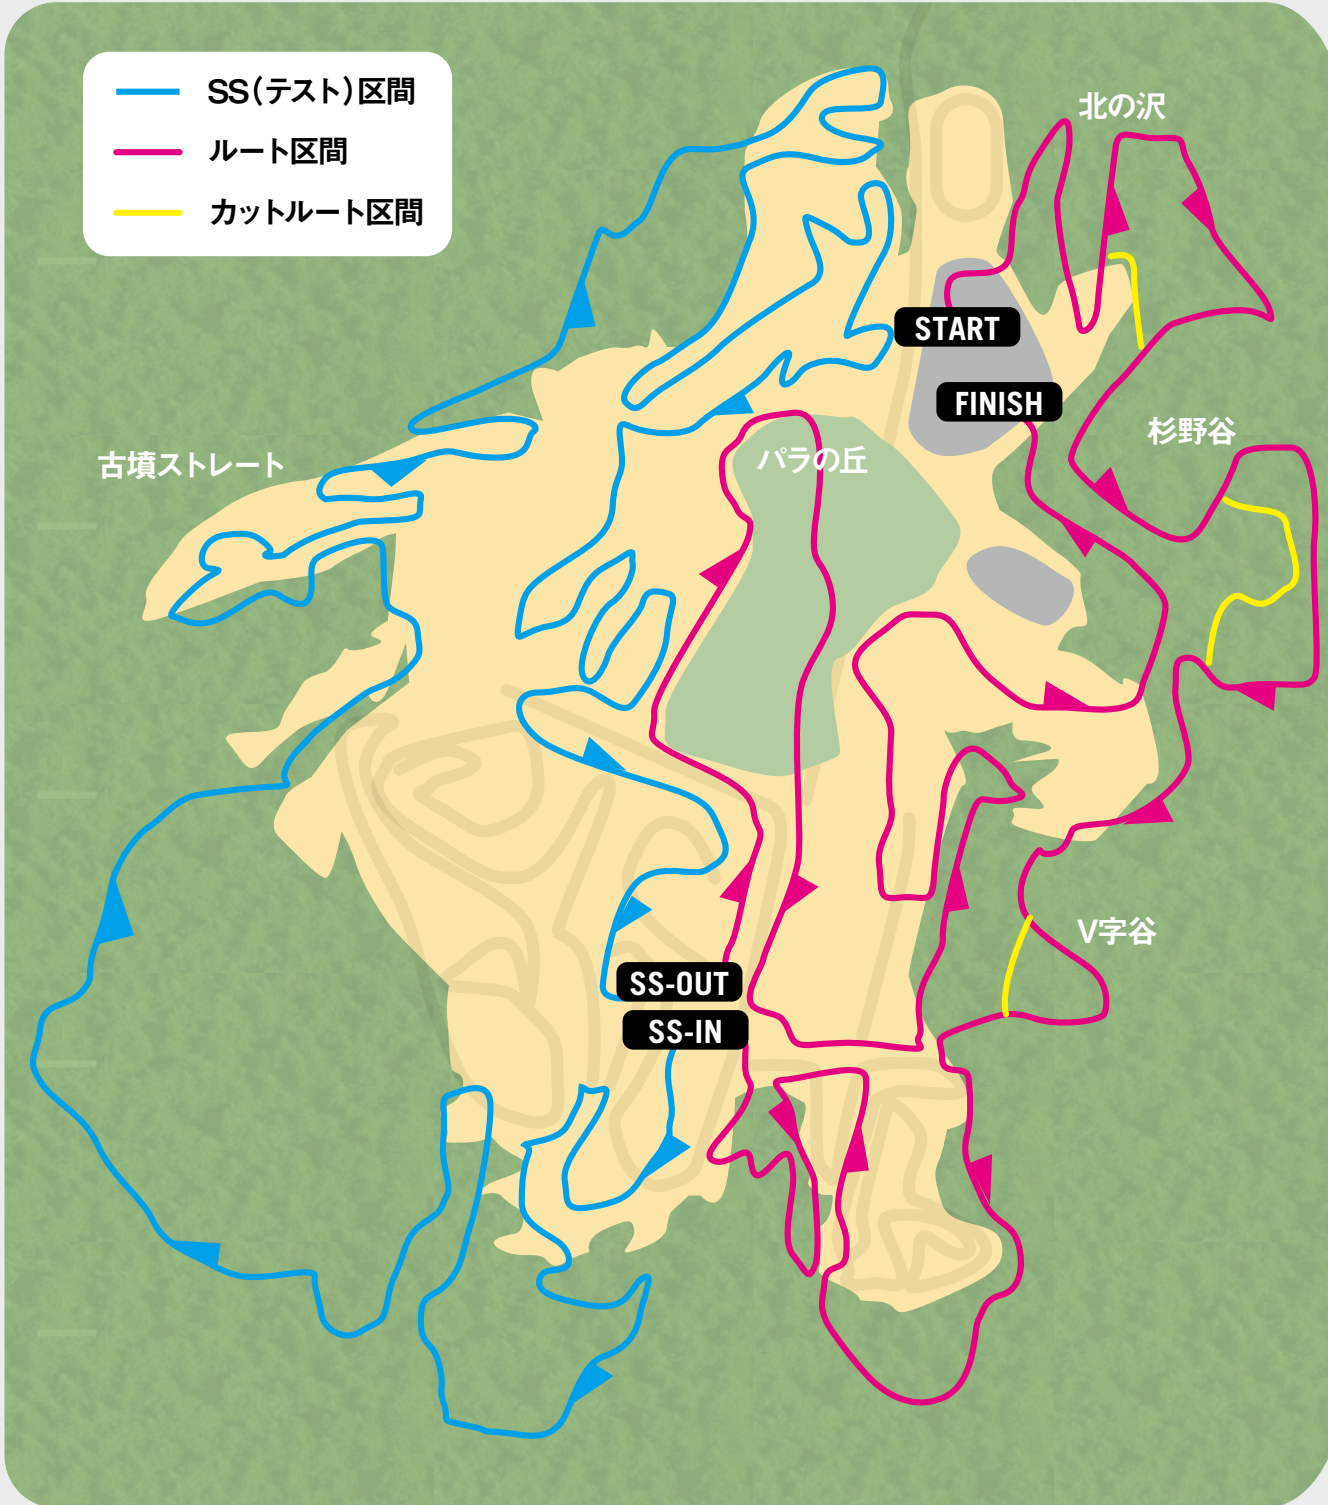 SS(テスト)区間
ルート区間
カットルート区間
北の沢
START
FINISH
杉野谷
パラの丘
古墳ストレート
V字谷
SS-OUT
SS-IN